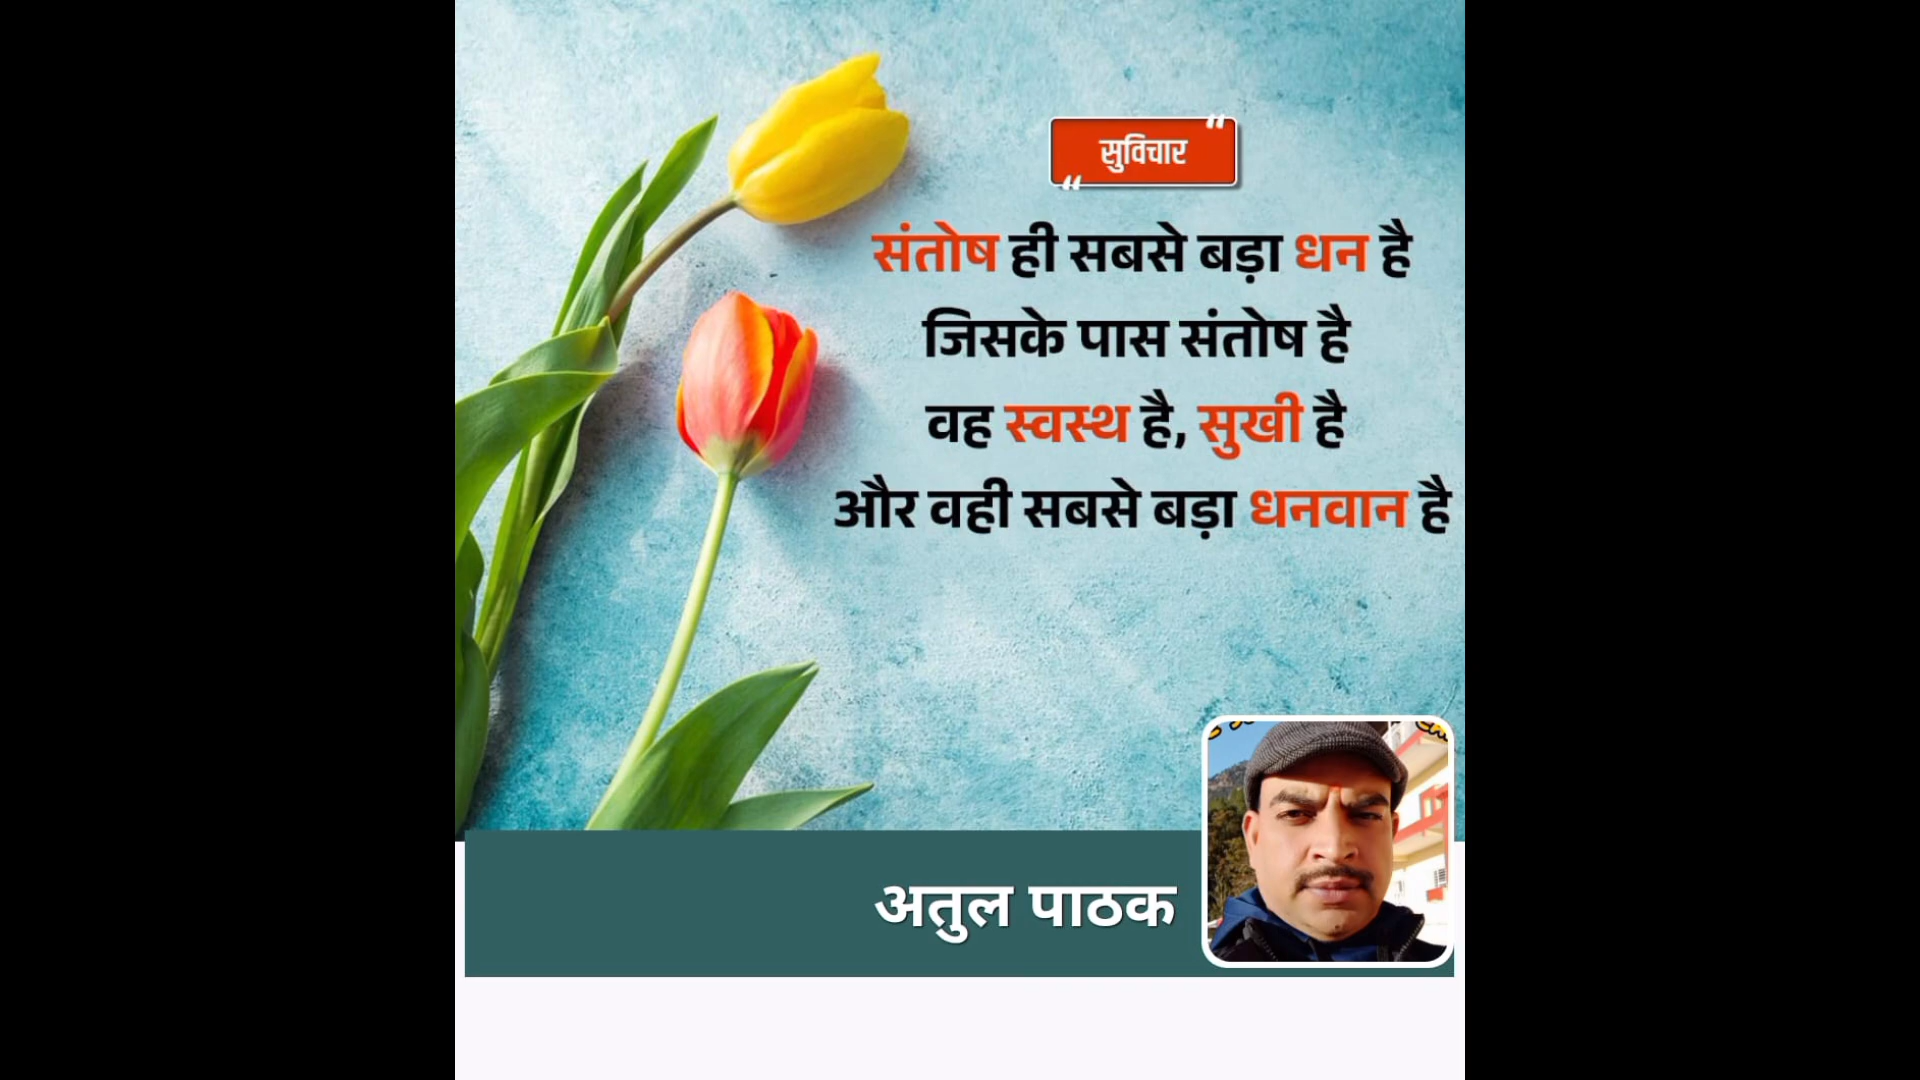 सुविचार
संतोष ही सबसे बड़ा धन है
जिसके पास संतोष है
वह स्वस्थ है, सुखी है
और वही सबसे बड़ा धनवान है
अतुल पाठक